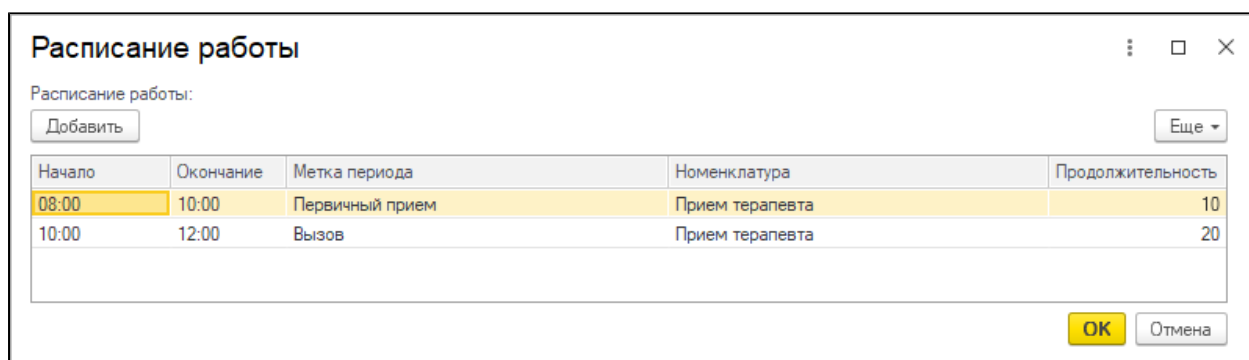 Расписание работы
Расписание работы:
Добавить
Еще
Начало Окончание Метка периода Номенклатура Продолжительность
08:00 10:00 Первичный прием Прием терапевта 10
10:00 12:00 Вызов Прием терапевта 20
ОК Отмена